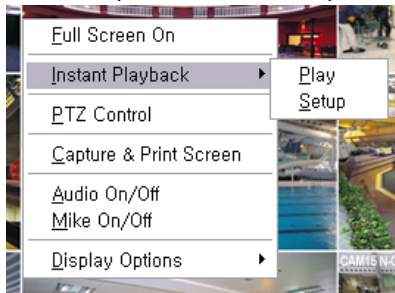 Full Screen On
Instant Playback
Play
Setup
PTZ Control
Capture & Print Screen
Audio On/Off
Mike On/Off
Display Options
CAM15 N-C